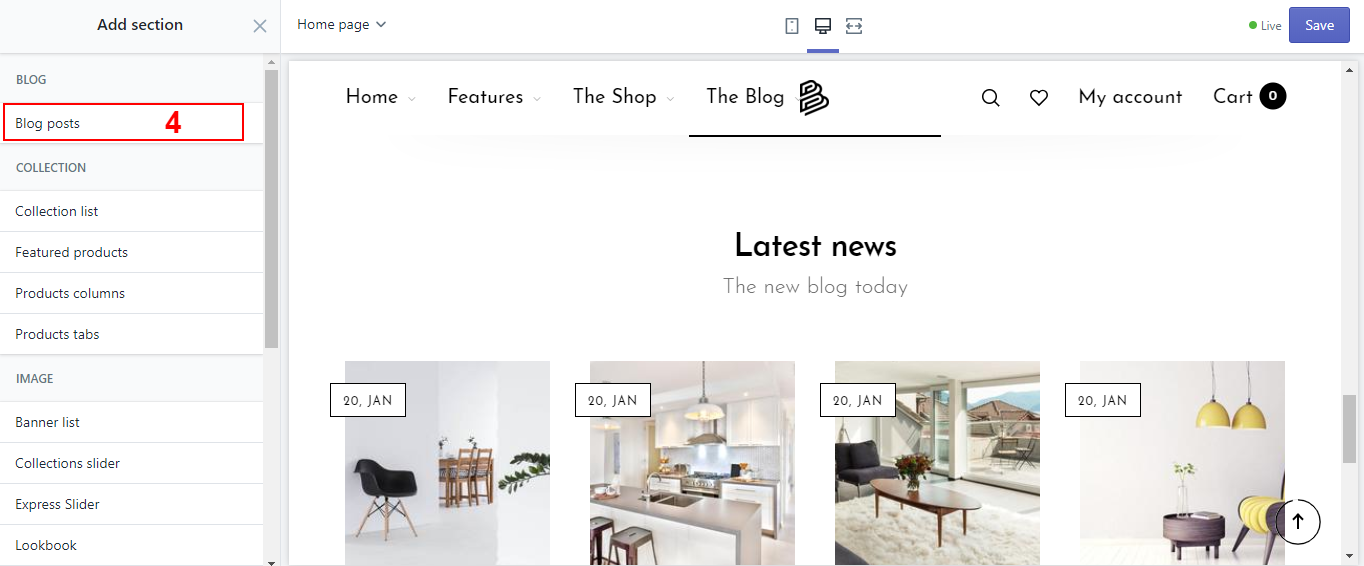 Add section
Home page
Live
Save
BLOG
Blog posts 4
COLLECTION
Collection list
Featured products
Products columns
Products tabs
IMAGE
Banner list
Collections slider
Express Slider
Lookbook
Home
Features
The Shop
The Blog
My account
Cart 0
Latest news
The new blog today
20, JAN
20, JAN
20, JAN
20, JAN